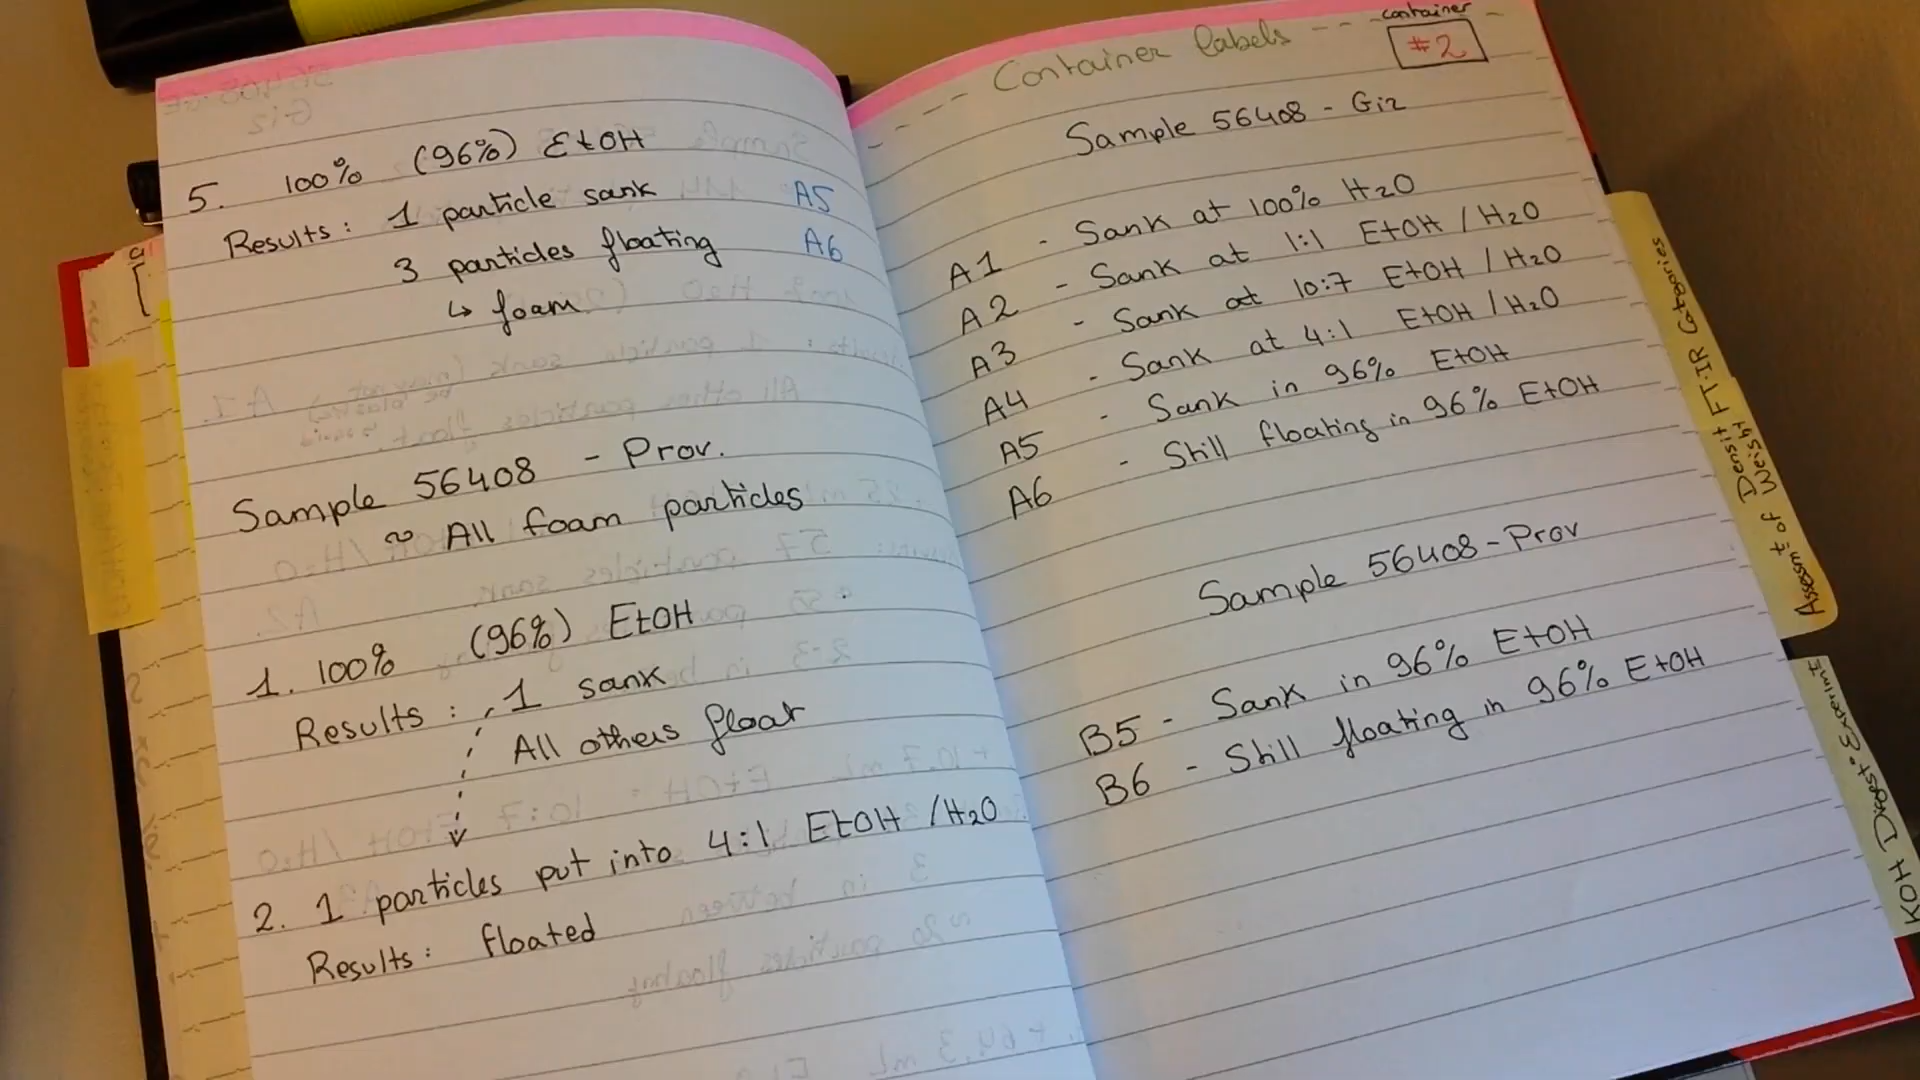 5. 100% (96%) EtOH
Results: 1 particle sank A5
3 particles floating A6
↳ foam
Sample 56408 - Prov.
~ All foam particles
1. 100% (96%) EtOH
Results: 1 sank
All others float
2. 1 particles put into 4:1 EtOH /H2O
Results: floated
--- Container labels ---
container
#2
Sample 56408 - Giz
A1 - Sank at 100% H2O
A2 - Sank at 1:1 EtOH / H2O
A3 - Sank at 10:7 EtOH / H2O
A4 - Sank at 4:1 EtOH / H2O
A5 - Sank in 96% EtOH
A6 - Still floating in 96% EtOH
Sample 56408 - Prov
B5 - Sank in 96% EtOH
B6 - Still floating in 96% EtOH
FT-IR Categories
Densit
Assessmt of Weight
KOH Digest° Experimt